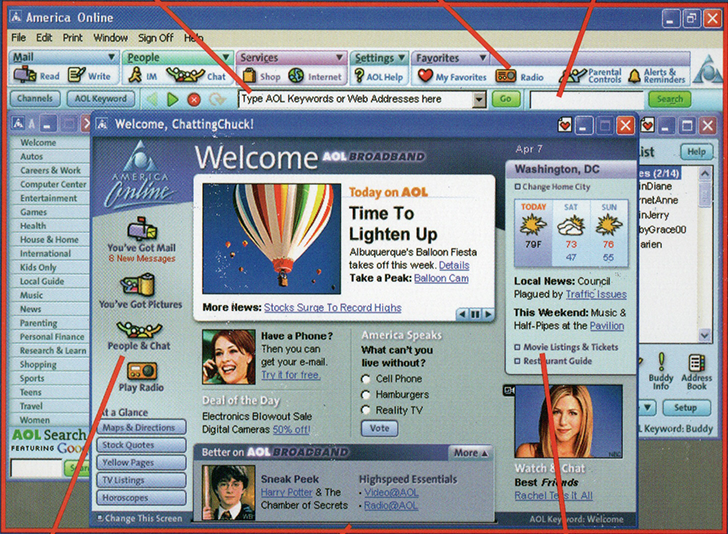 America Online
File Edit Print Window Sign Off Help
Mail People Services Settings Favorites
Read Write IM Chat Shop Internet AOL Help My Favorites Radio Parental Controls Alerts & Reminders
Channels AOL Keyword Type AOL Keywords or Web Addresses here Go Search
A
Welcome
Autos
Careers & Work
Computer Center
Entertainment
Games
Health
House & Home
International
Kids Only
Local Guide
Music
News
Parenting
Personal Finance
Research & Learn
Shopping
Sports
Teens
Travel
Women
AOL Search
FEATURING
Welcome, ChattingChuck!
AMERICA
Online
Welcome AOL BROADBAND
Apr 7
You've Got Mail
6 New Messages
You've Got Pictures
People & Chat
Play Radio
At a Glance
Maps & Directions
Stock Quotes
Yellow Pages
TV Listings
Horoscopes
Change This Screen
Today on AOL
Time To
Lighten Up
Albuquerque's Balloon Fiesta
takes off this week. Details
Take a Peak: Balloon Cam
More News: Stocks Surge To Record Highs
Have a Phone?
Then you can
get your e-mail.
Try it for free.
Deal of the Day
Electronics Blowout Sale
Digital Cameras 50% off!
America Speaks
What can't you
live without?
Cell Phone
Hamburgers
Reality TV
Vote
Better on AOL BROADBAND More
WB
Sneak Peek
Harry Potter & The
Chamber of Secrets
Highspeed Essentials
Video@AOL
Radio@AOL
Washington, DC
Change Home City
TODAY SAT SUN
79F 73 76
47 55
Local News: Council
Plagued by Traffic Issues
This Weekend: Music &
Half-Pipes at the Pavilion
Movie Listings & Tickets
Restaurant Guide
NBC
Watch & Chat
Best Friends
Rachel Tells It All
AOL Keyword: Welcome
ist Help
es (2/14)
inDiane
rnetAnne
inJerry
byGrace00
arien
Buddy Info
Address Book
Setup
OL Keyword: Buddy